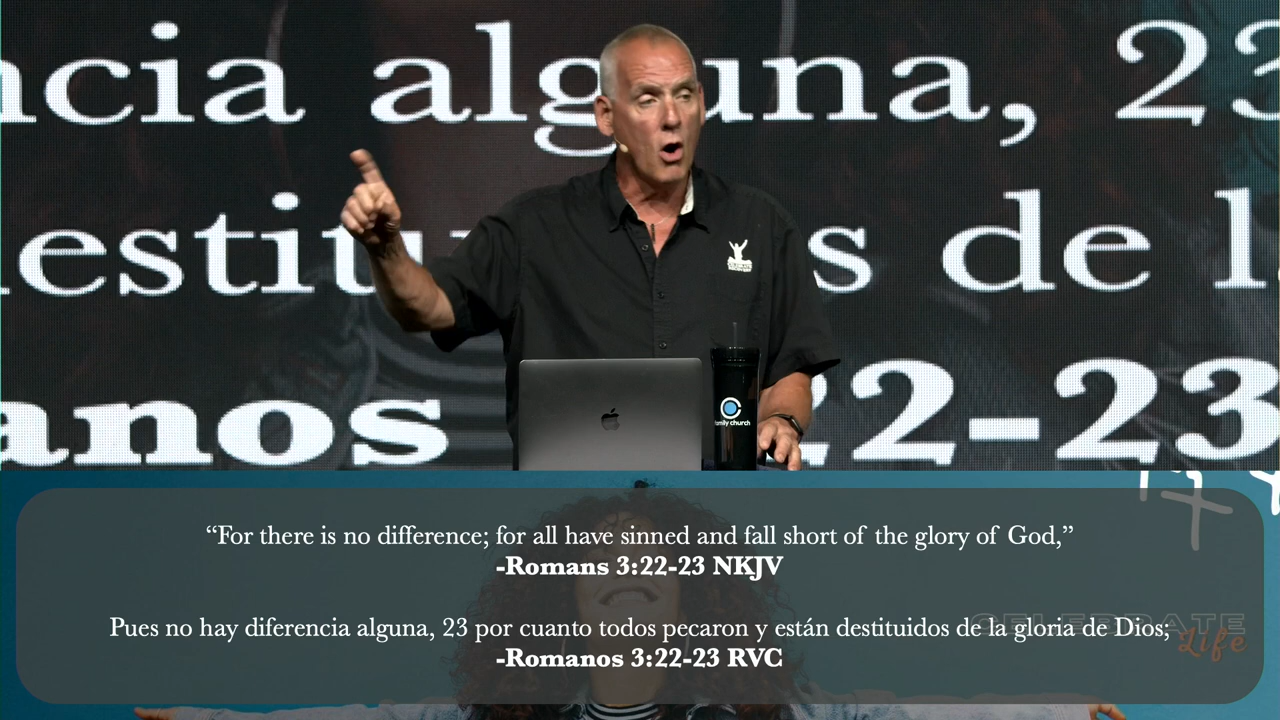 ncia alguna, 23
estitu s de l
anos 22-23
family church
“For there is no difference; for all have sinned and fall short of the glory of God,”
-Romans 3:22-23 NKJV
Pues no hay diferencia alguna, 23 por cuanto todos pecaron y están destituidos de la gloria de Dios;
-Romanos 3:22-23 RVC
CELEBRATE
Life